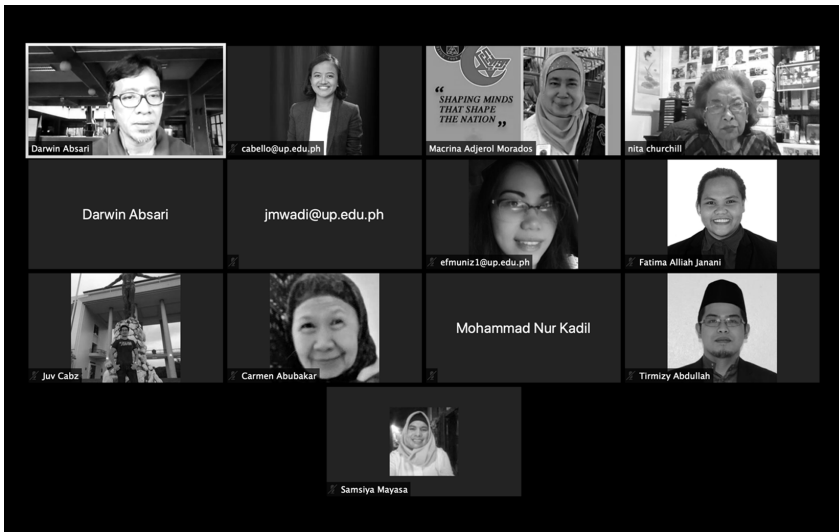 “
SHAPING MINDS
THAT SHAPE
THE NATION
”
Darwin Absari
cabello@up.edu.ph
Macrina Adjerol Morados
nita churchill
Darwin Absari
jmwadi@up.edu.ph
efmuniz1@up.edu.ph
Fatima Alliah Janani
Juv Cabz
Carmen Abubakar
Mohammad Nur Kadil
Tirmizy Abdullah
Samsiya Mayasa